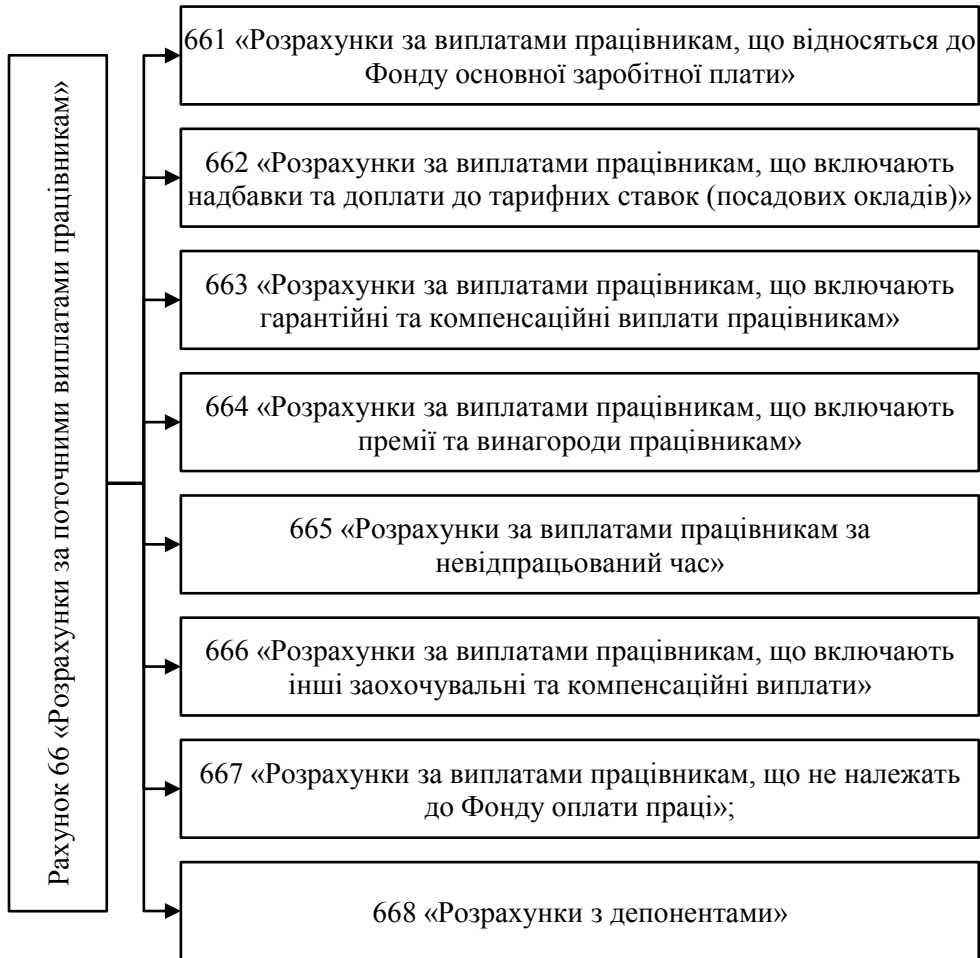 Рахунок 66 «Розрахунки за поточними виплатами працівникам»
661 «Розрахунки за виплатами працівникам, що відносяться до
Фонду основної заробітної плати»
662 «Розрахунки за виплатами працівникам, що включають
надбавки та доплати до тарифних ставок (посадових окладів)»
663 «Розрахунки за виплатами працівникам, що включають
гарантійні та компенсаційні виплати працівникам»
664 «Розрахунки за виплатами працівникам, що включають
премії та винагороди працівникам»
665 «Розрахунки за виплатами працівникам за
невідпрацьований час»
666 «Розрахунки за виплатами працівникам, що включають
інші заохочувальні та компенсаційні виплати»
667 «Розрахунки за виплатами працівникам, що не належать
до Фонду оплати праці»;
668 «Розрахунки з депонентами»